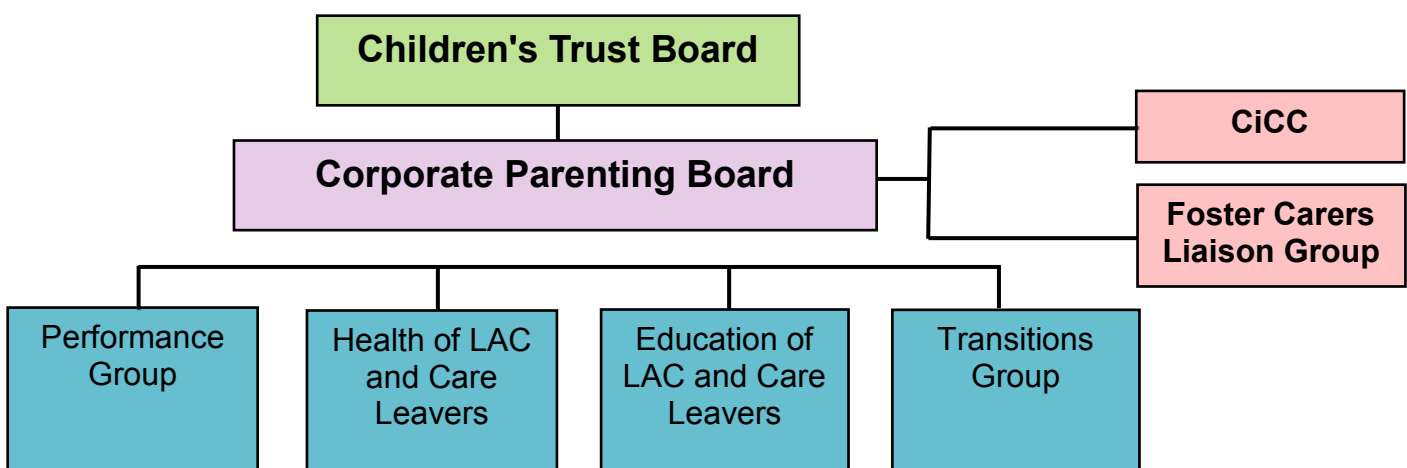 Children's Trust Board
Corporate Parenting Board
CiCC
Foster Carers
Liaison Group
Performance
Group
Health of LAC
and Care
Leavers
Education of
LAC and Care
Leavers
Transitions
Group